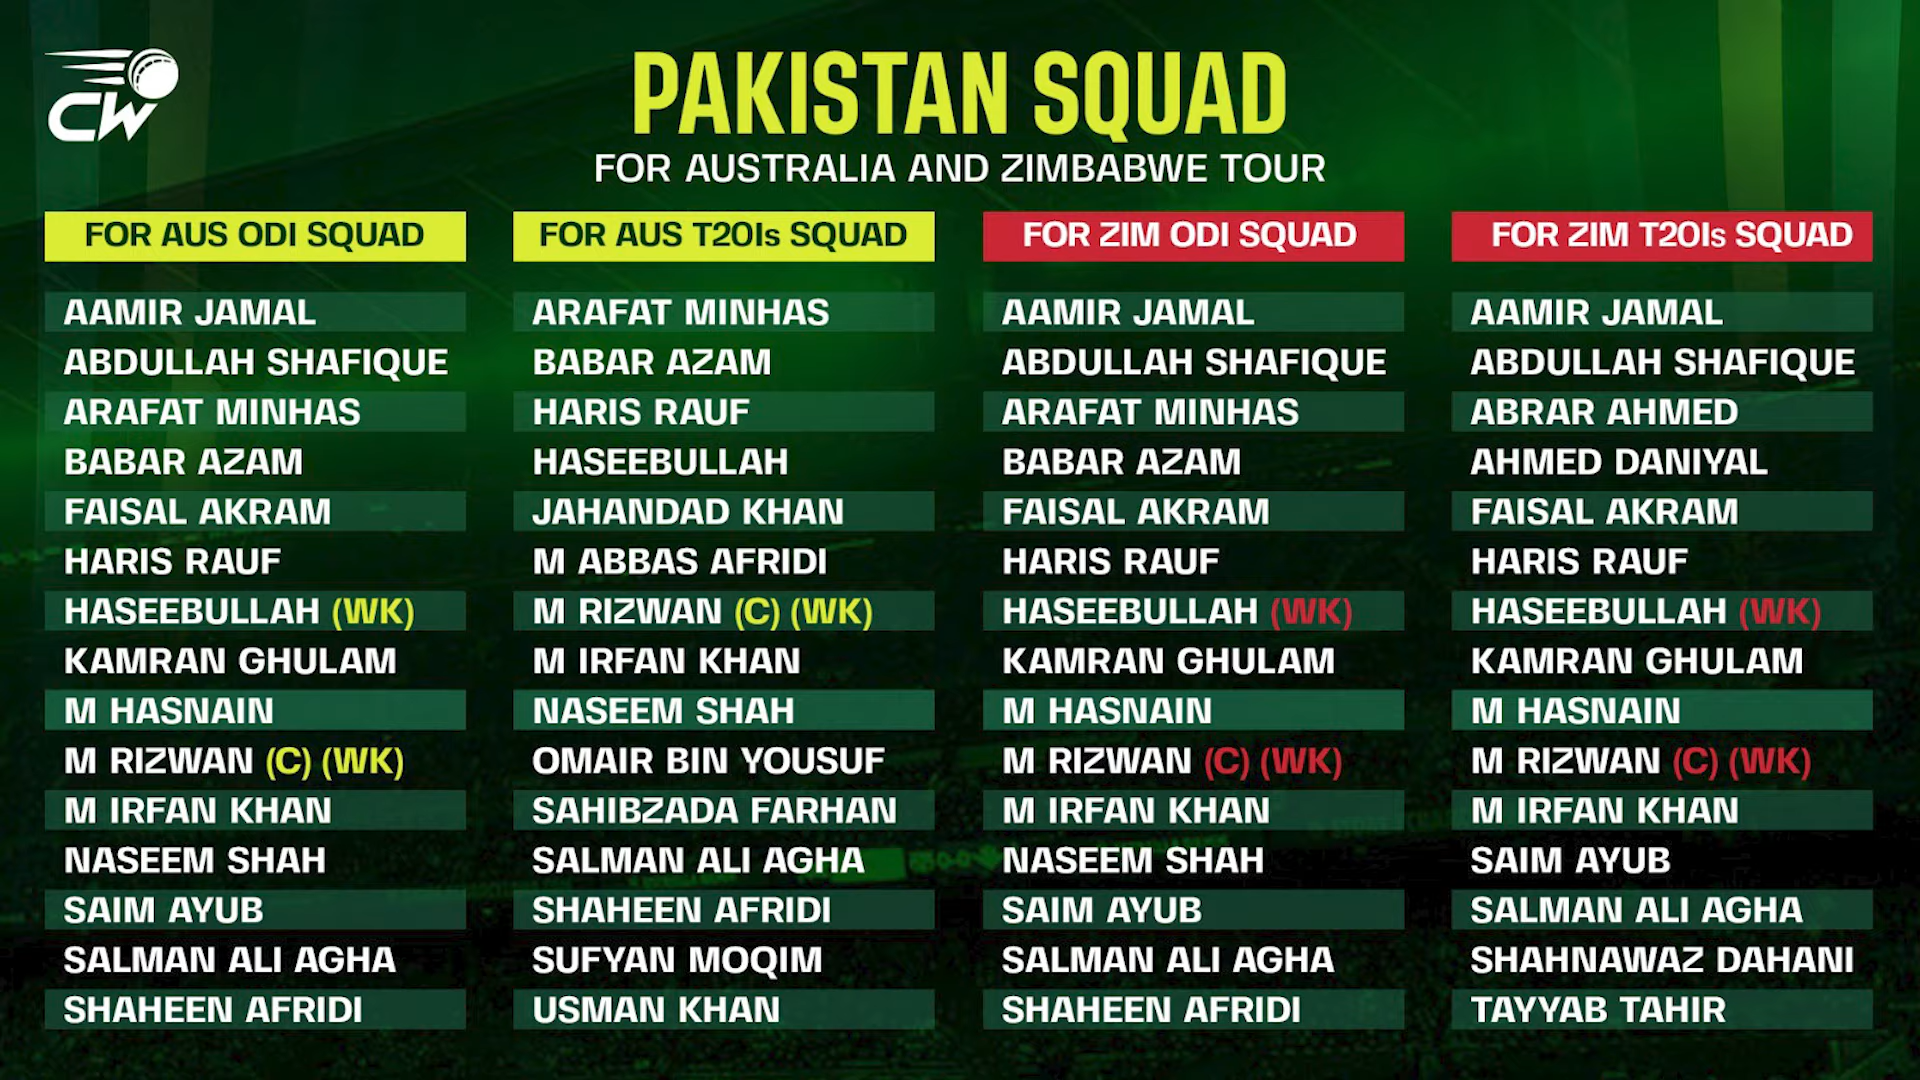 CW
PAKISTAN SQUAD
FOR AUSTRALIA AND ZIMBABWE TOUR
FOR AUS ODI SQUAD
AAMIR JAMAL
ABDULLAH SHAFIQUE
ARAFAT MINHAS
BABAR AZAM
FAISAL AKRAM
HARIS RAUF
HASEEBULLAH (WK)
KAMRAN GHULAM
M HASNAIN
M RIZWAN (C) (WK)
M IRFAN KHAN
NASEEM SHAH
SAIM AYUB
SALMAN ALI AGHA
SHAHEEN AFRIDI
FOR AUS T20Is SQUAD
ARAFAT MINHAS
BABAR AZAM
HARIS RAUF
HASEEBULLAH
JAHANDAD KHAN
M ABBAS AFRIDI
M RIZWAN (C) (WK)
M IRFAN KHAN
NASEEM SHAH
OMAIR BIN YOUSUF
SAHIBZADA FARHAN
SALMAN ALI AGHA
SHAHEEN AFRIDI
SUFYAN MOQIM
USMAN KHAN
FOR ZIM ODI SQUAD
AAMIR JAMAL
ABDULLAH SHAFIQUE
ARAFAT MINHAS
BABAR AZAM
FAISAL AKRAM
HARIS RAUF
HASEEBULLAH (WK)
KAMRAN GHULAM
M HASNAIN
M RIZWAN (C) (WK)
M IRFAN KHAN
NASEEM SHAH
SAIM AYUB
SALMAN ALI AGHA
SHAHEEN AFRIDI
FOR ZIM T20Is SQUAD
AAMIR JAMAL
ABDULLAH SHAFIQUE
ABRAR AHMED
AHMED DANIYAL
FAISAL AKRAM
HARIS RAUF
HASEEBULLAH (WK)
KAMRAN GHULAM
M HASNAIN
M RIZWAN (C) (WK)
M IRFAN KHAN
SAIM AYUB
SALMAN ALI AGHA
SHAHNAWAZ DAHANI
TAYYAB TAHIR